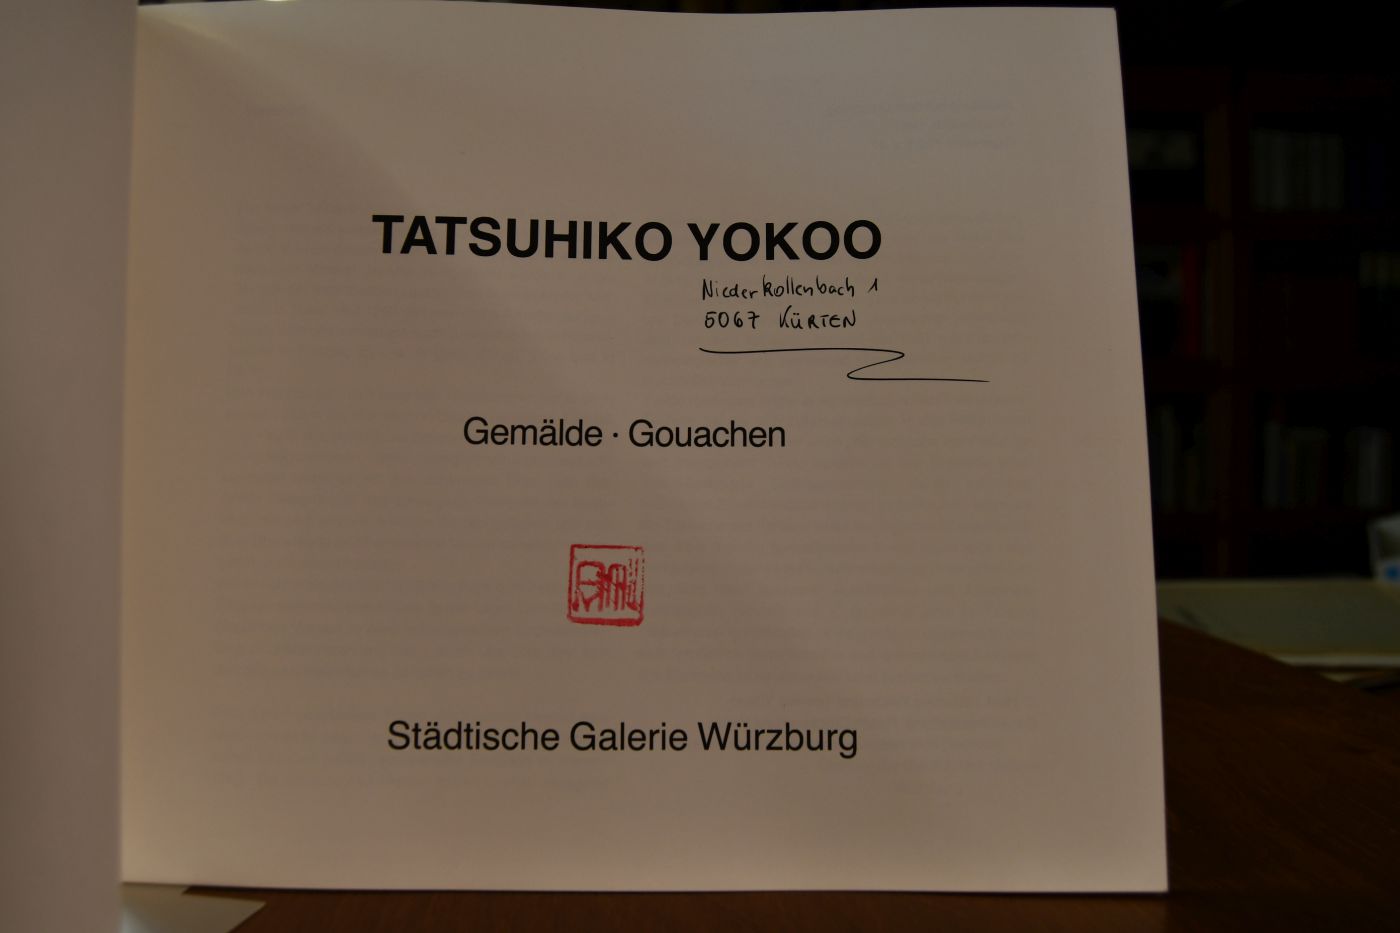 TATSUHIKO YOKOO
Niederkollenbach 1
5067 KÜRTEN
Gemälde · Gouachen
Städtische Galerie Würzburg